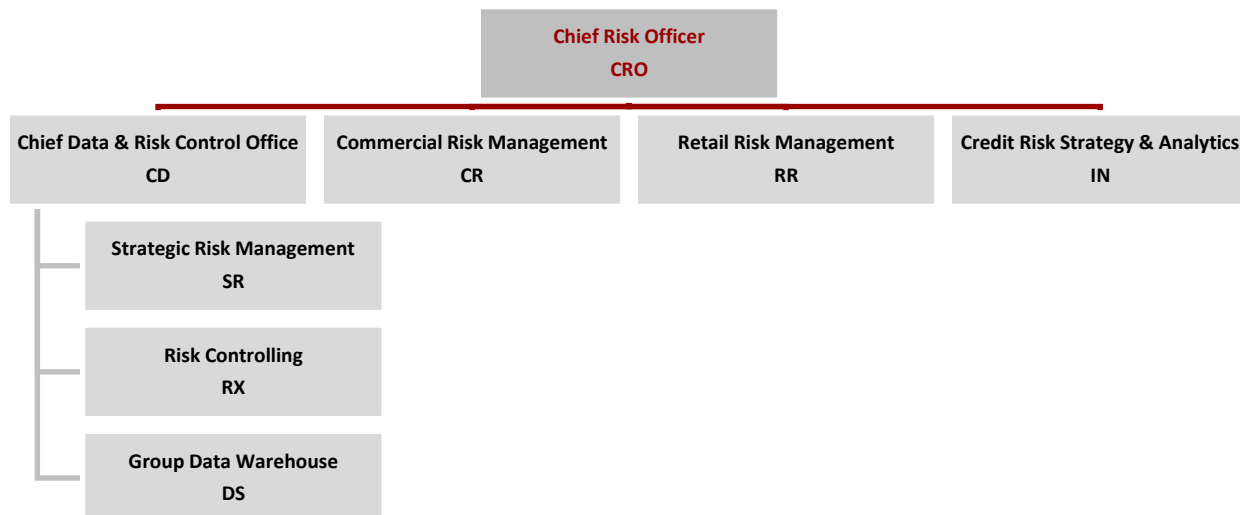 Chief Risk Officer
CRO
Chief Data & Risk Control Office
CD
Commercial Risk Management
CR
Retail Risk Management
RR
Credit Risk Strategy & Analytics
IN
Strategic Risk Management
SR
Risk Controlling
RX
Group Data Warehouse
DS